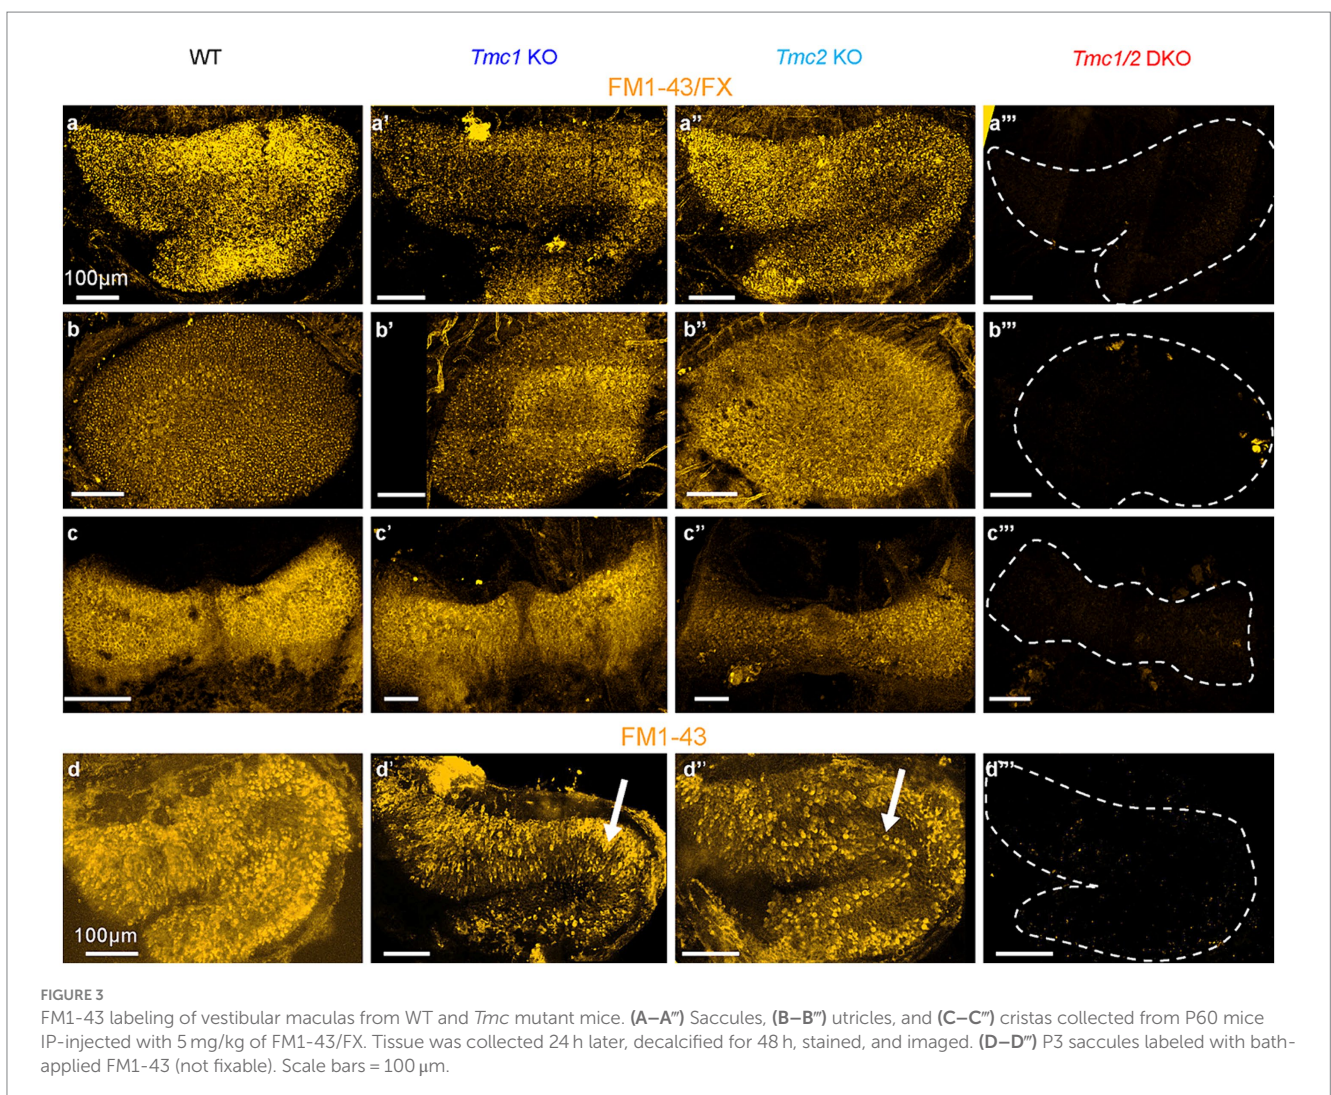 WT Tmc1 KO Tmc2 KO Tmc1/2 DKO
FM1-43/FX
a a' a'' a'''
100µm
b b' b'' b'''
c c' c'' c'''
FM1-43
d d' d'' d'''
100µm
FIGURE 3
FM1-43 labeling of vestibular maculas from WT and Tmc mutant mice. (A–A‴) Saccules, (B–B‴) utricles, and (C–C‴) cristas collected from P60 mice
IP-injected with 5 mg/kg of FM1-43/FX. Tissue was collected 24 h later, decalcified for 48 h, stained, and imaged. (D–D‴) P3 saccules labeled with bath-
applied FM1-43 (not fixable). Scale bars = 100 µm.